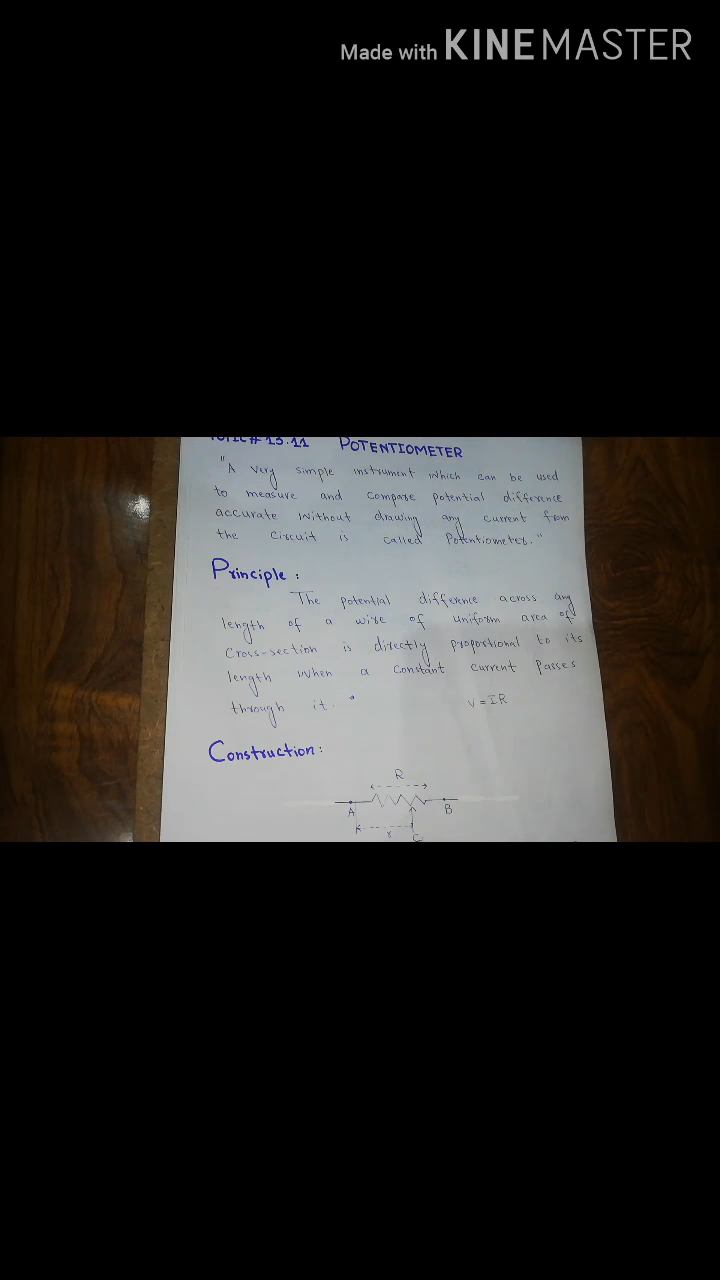 Made with KINEMASTER
TOPIC# 13.11 POTENTIOMETER
"A very simple instrument which can be used
to measure and compare potential difference
accurate without drawing any current from
the circuit is called Potentiometer."
Principle :
The potential difference across any
length of a wire of uniform area of
cross-section is directly proportional to its
length when a constant current passes
through it."
V = IR
Construction :
R
A B
r C